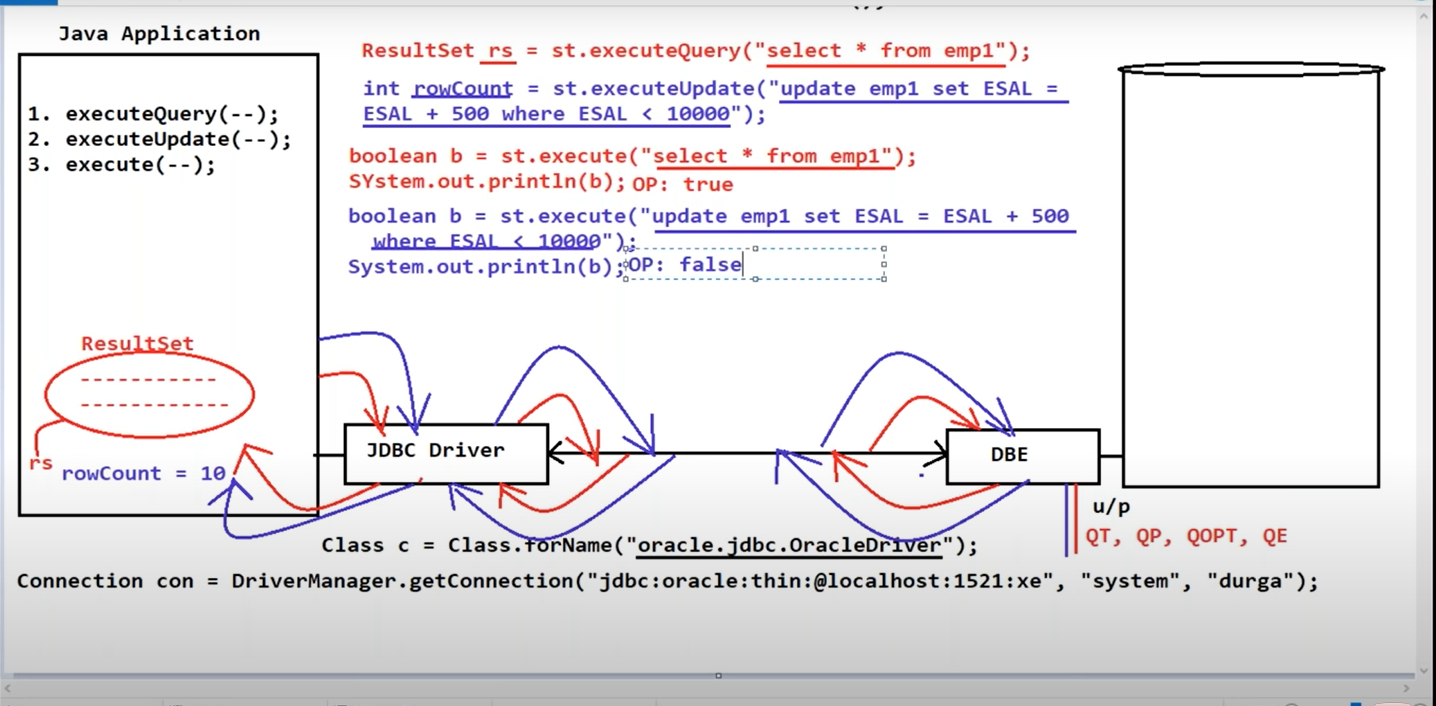 Java Application
1. executeQuery(--);
2. executeUpdate(--);
3. execute(--);
ResultSet rs = st.executeQuery("select * from emp1");
int rowCount = st.executeUpdate("update emp1 set ESAL =
ESAL + 500 where ESAL < 10000");
boolean b = st.execute("select * from emp1");
SYstem.out.println(b); OP: true
boolean b = st.execute("update emp1 set ESAL = ESAL + 500
where ESAL < 10000");
System.out.println(b); OP: false
ResultSet
rs
rowCount = 10
JDBC Driver
DBE
u/p
QT, QP, QOPT, QE
Class c = Class.forName("oracle.jdbc.OracleDriver");
Connection con = DriverManager.getConnection("jdbc:oracle:thin:@localhost:1521:xe", "system", "durga");